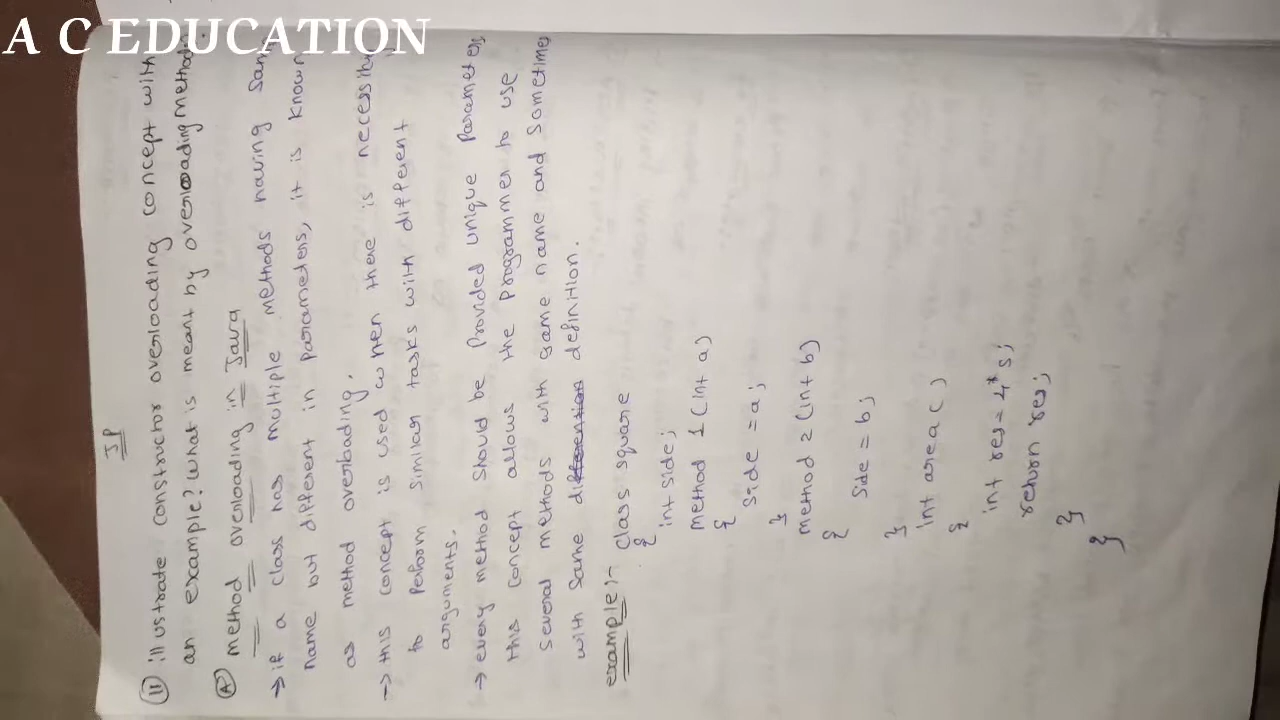 A C EDUCATION
JP
11 illustrate constructor overloading concept with
an example? What is meant by overloading methods
A method overloading in Java
→ if a class has multiple methods having same
name but different in parameters, it is known
as method overloading.
→ this concept is used when there is necessity
to perform similar tasks with different
arguments.
→ every method should be provided unique parameters
this concept allows the programmer to use
several methods with same name and sometimes
with same definition.
example:- class square
{
int side;
method 1 (int a)
{
side = a;
}
method 2 (int b)
{
side = b;
}
int area ( )
{
int res = 4*s;
return res;
}
}